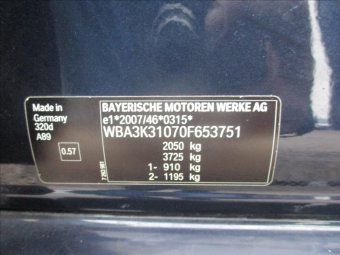 Made in
Germany
320d
A89
0.57
BAYERISCHE MOTOREN WERKE AG
e1*2007/46*0315*
WBA3K31070F653751
2050 kg
3725 kg
1- 910 kg
2- 1195 kg